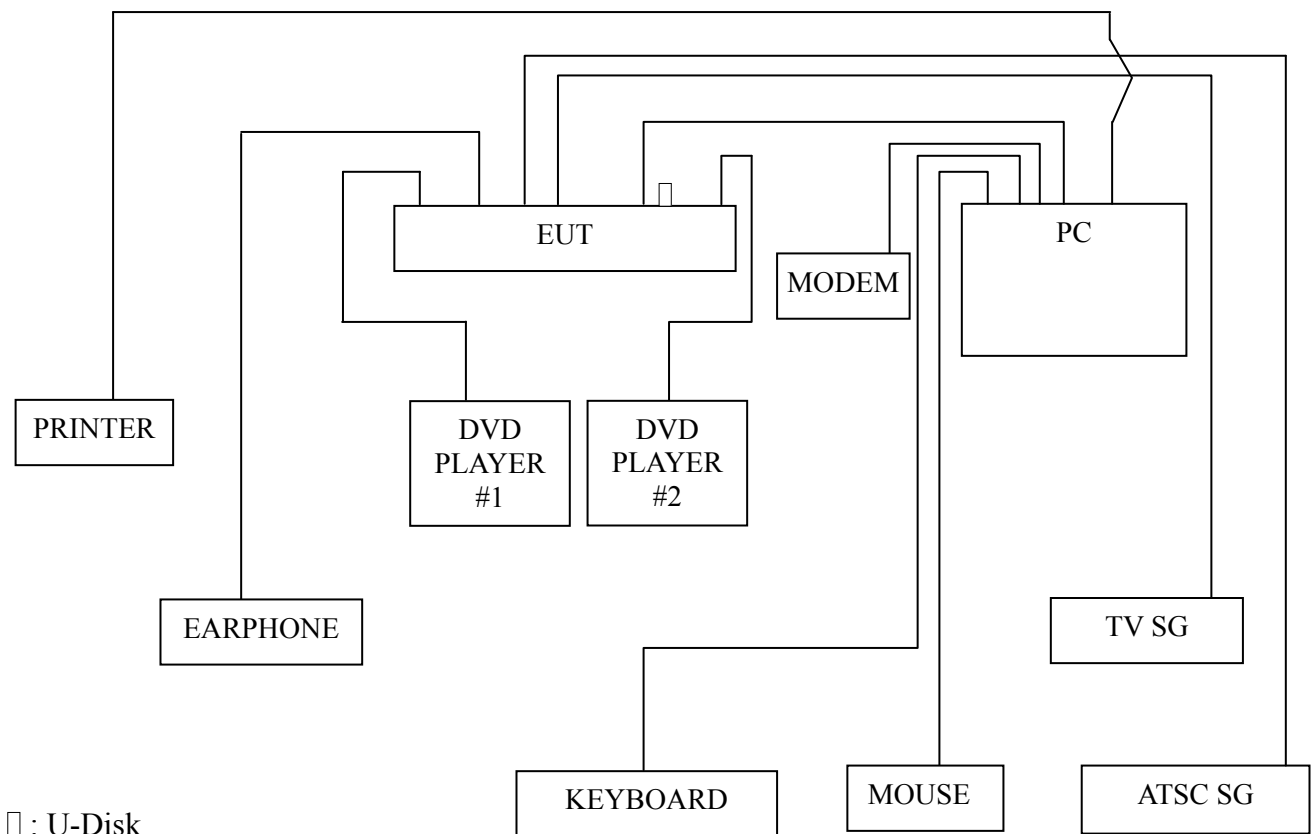 EUT
PC
MODEM
PRINTER
DVD
PLAYER
#1
DVD
PLAYER
#2
EARPHONE
TV SG
KEYBOARD
MOUSE
ATSC SG
▯ : U-Disk